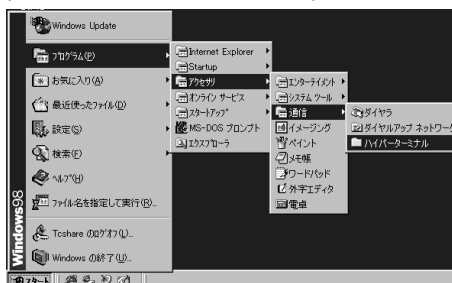 Windows Update
プログラム(P)
お気に入り(A)
最近使ったファイル(D)
設定(S)
検索(F)
ヘルプ(H)
ファイル名を指定して実行(R)...
Tcshare のログオフ(L)...
Windows の終了(U)...
Windows98
スタート
Internet Explorer
Startup
アクセサリ
オンライン サービス
スタートアップ
MS-DOS プロンプト
エクスプローラ
エンターテイメント
システム ツール
通信
イメージング
ペイント
メモ帳
ワードパッド
外字エディタ
電卓
ダイヤラ
ダイヤルアップ ネットワーク
ハイパーターミナル